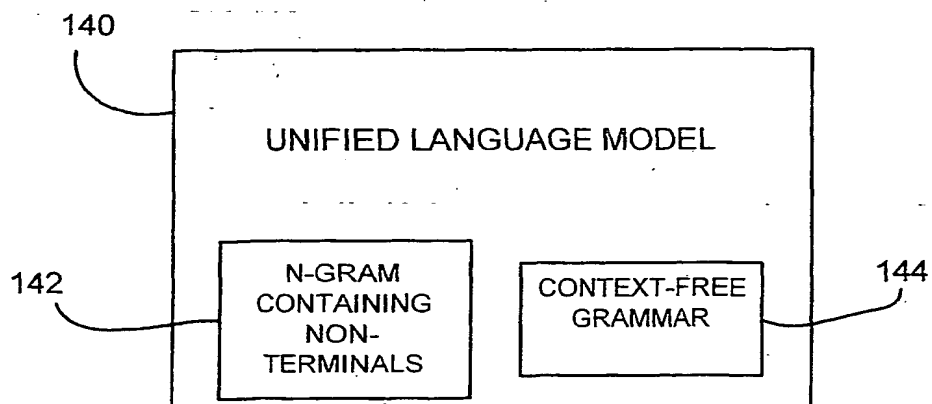 140
UNIFIED LANGUAGE MODEL
142
N-GRAM
CONTAINING
NON-
TERMINALS
CONTEXT-FREE
GRAMMAR
144